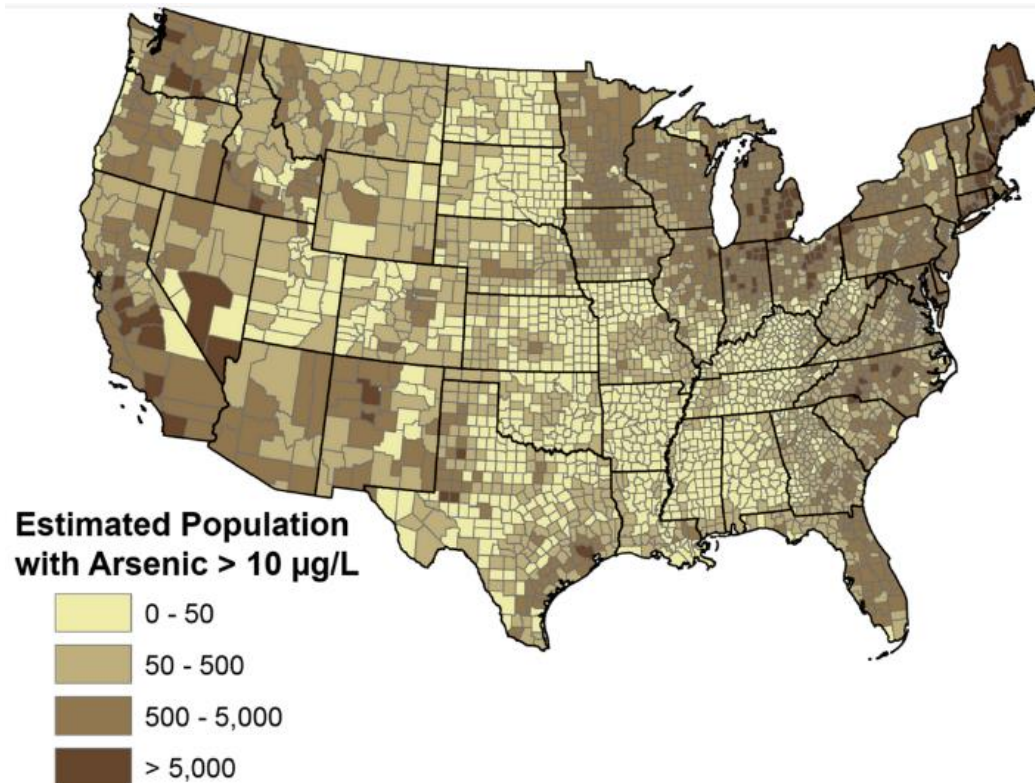 Estimated Population
with Arsenic > 10 µg/L
0 - 50
50 - 500
500 - 5,000
> 5,000